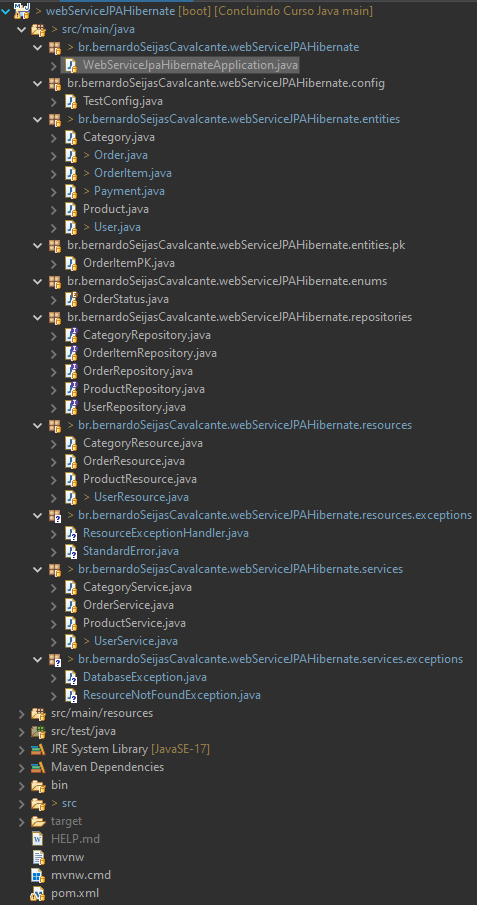 > webServiceJPAHibernate [boot] [Concluindo Curso Java main]
> src/main/java
> br.bernardoSeijasCavalcante.webServiceJPAHibernate
WebServiceJpaHibernateApplication.java
br.bernardoSeijasCavalcante.webServiceJPAHibernate.config
TestConfig.java
> br.bernardoSeijasCavalcante.webServiceJPAHibernate.entities
Category.java
> Order.java
> OrderItem.java
> Payment.java
Product.java
> User.java
br.bernardoSeijasCavalcante.webServiceJPAHibernate.entities.pk
OrderItemPK.java
br.bernardoSeijasCavalcante.webServiceJPAHibernate.enums
OrderStatus.java
br.bernardoSeijasCavalcante.webServiceJPAHibernate.repositories
CategoryRepository.java
OrderItemRepository.java
OrderRepository.java
ProductRepository.java
UserRepository.java
> br.bernardoSeijasCavalcante.webServiceJPAHibernate.resources
CategoryResource.java
OrderResource.java
ProductResource.java
> UserResource.java
> br.bernardoSeijasCavalcante.webServiceJPAHibernate.resources.exceptions
ResourceExceptionHandler.java
StandardError.java
> br.bernardoSeijasCavalcante.webServiceJPAHibernate.services
CategoryService.java
OrderService.java
ProductService.java
> UserService.java
> br.bernardoSeijasCavalcante.webServiceJPAHibernate.services.exceptions
DatabaseException.java
ResourceNotFoundException.java
src/main/resources
src/test/java
JRE System Library [JavaSE-17]
Maven Dependencies
bin
> src
target
HELP.md
mvnw
mvnw.cmd
pom.xml